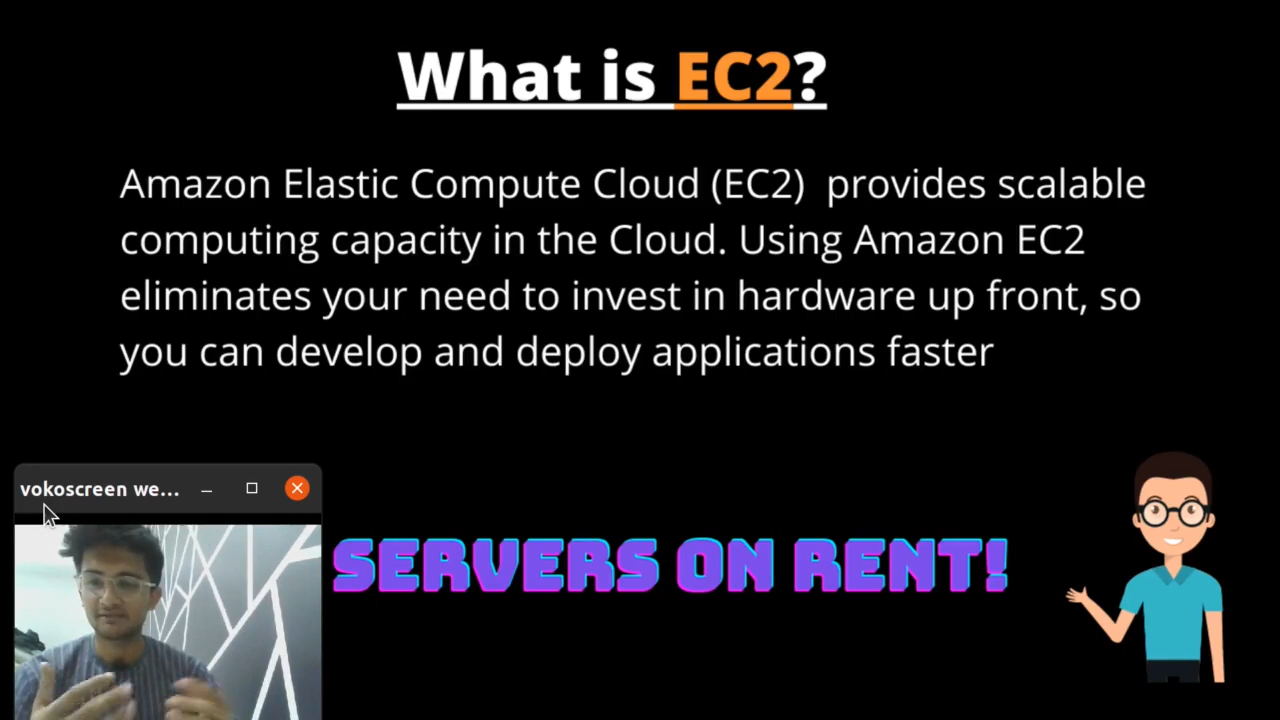 What is EC2?
Amazon Elastic Compute Cloud (EC2)  provides scalable
computing capacity in the Cloud. Using Amazon EC2
eliminates your need to invest in hardware up front, so
you can develop and deploy applications faster
vokoscreen we...
SERVERS ON RENT!